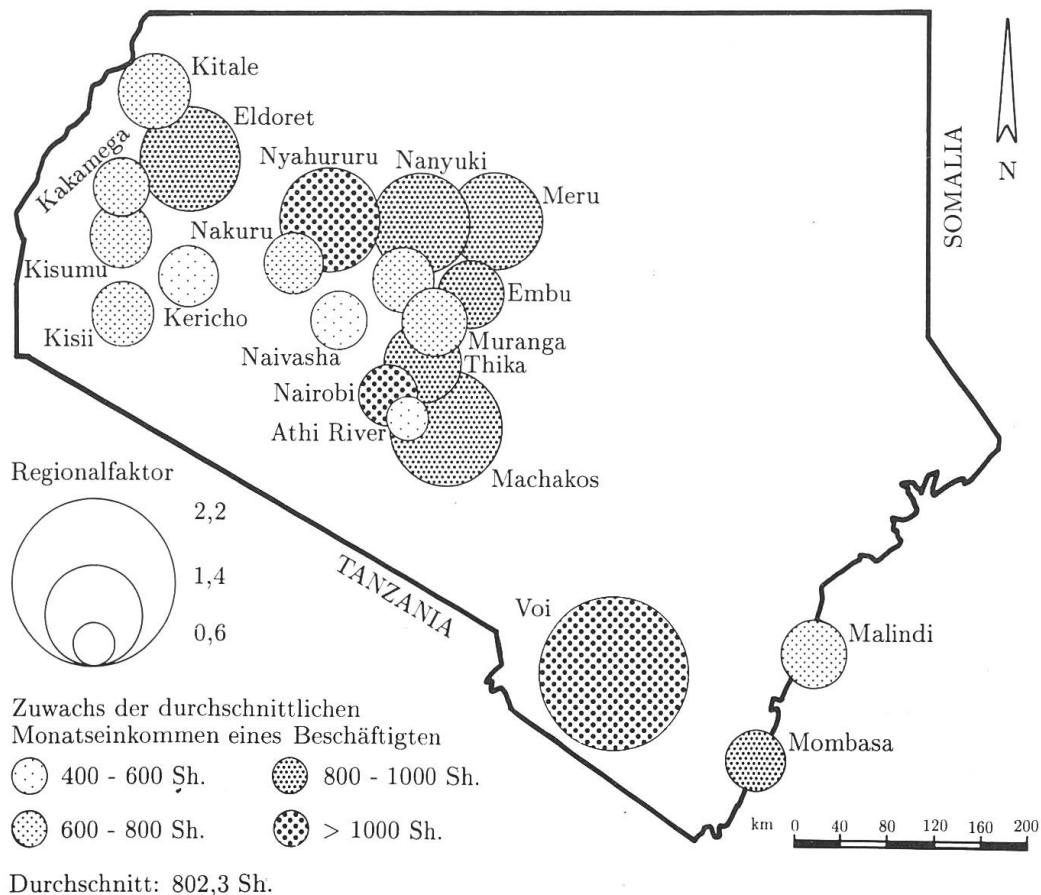 Kitale
Eldoret
Kakamega
Nyahururu
Nanyuki
Meru
SOMALIA
N
Nakuru
Kisumu
Kericho
Embu
Kisii
Naivasha
Muranga
Thika
Nairobi
Athi River
Machakos
Regionalfaktor
2,2
1,4
0,6
TANZANIA
Voi
Malindi
Mombasa
Zuwachs der durchschnittlichen
Monatseinkommen eines Beschäftigten
400 - 600 Sh.
800 - 1000 Sh.
600 - 800 Sh.
> 1000 Sh.
km 0 40 80 120 160 200
Durchschnitt: 802,3 Sh.